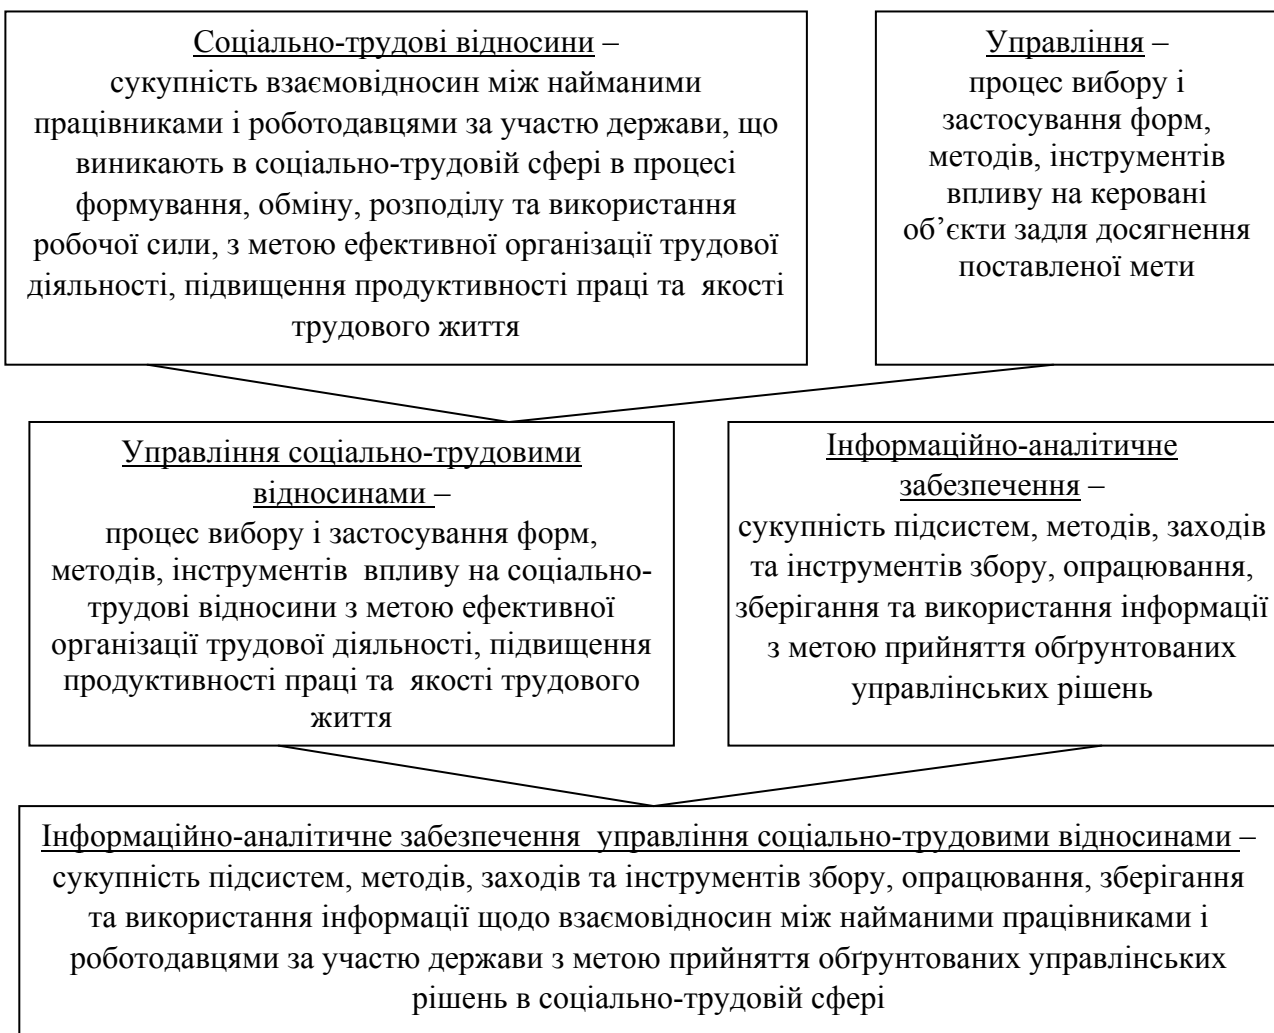 Соціально-трудові відносини –
сукупність взаємовідносин між найманими
працівниками і роботодавцями за участю держави, що
виникають в соціально-трудовій сфері в процесі
формування, обміну, розподілу та використання
робочої сили, з метою ефективної організації трудової
діяльності, підвищення продуктивності праці та якості
трудового життя
Управління –
процес вибору і
застосування форм,
методів, інструментів
впливу на керовані
об’єкти задля досягнення
поставленої мети
Управління соціально-трудовими
відносинами –
процес вибору і застосування форм,
методів, інструментів впливу на соціально-
трудові відносини з метою ефективної
організації трудової діяльності, підвищення
продуктивності праці та якості трудового
життя
Інформаційно-аналітичне
забезпечення –
сукупність підсистем, методів, заходів
та інструментів збору, опрацювання,
зберігання та використання інформації
з метою прийняття обґрунтованих
управлінських рішень
Інформаційно-аналітичне забезпечення управління соціально-трудовими відносинами –
сукупність підсистем, методів, заходів та інструментів збору, опрацювання, зберігання
та використання інформації щодо взаємовідносин між найманими працівниками і
роботодавцями за участю держави з метою прийняття обґрунтованих управлінських
рішень в соціально-трудовій сфері